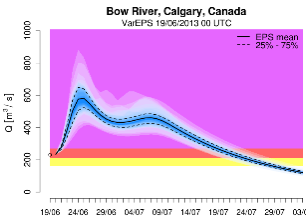 Bow River, Calgary, Canada
VarEPS 19/06/2013 00 UTC
EPS mean
25% - 75%
Q [m³ / s]
1000
800
600
400
200
0
19/06 24/06 29/06 04/07 09/07 14/07 19/07 24/07 29/07 03/0